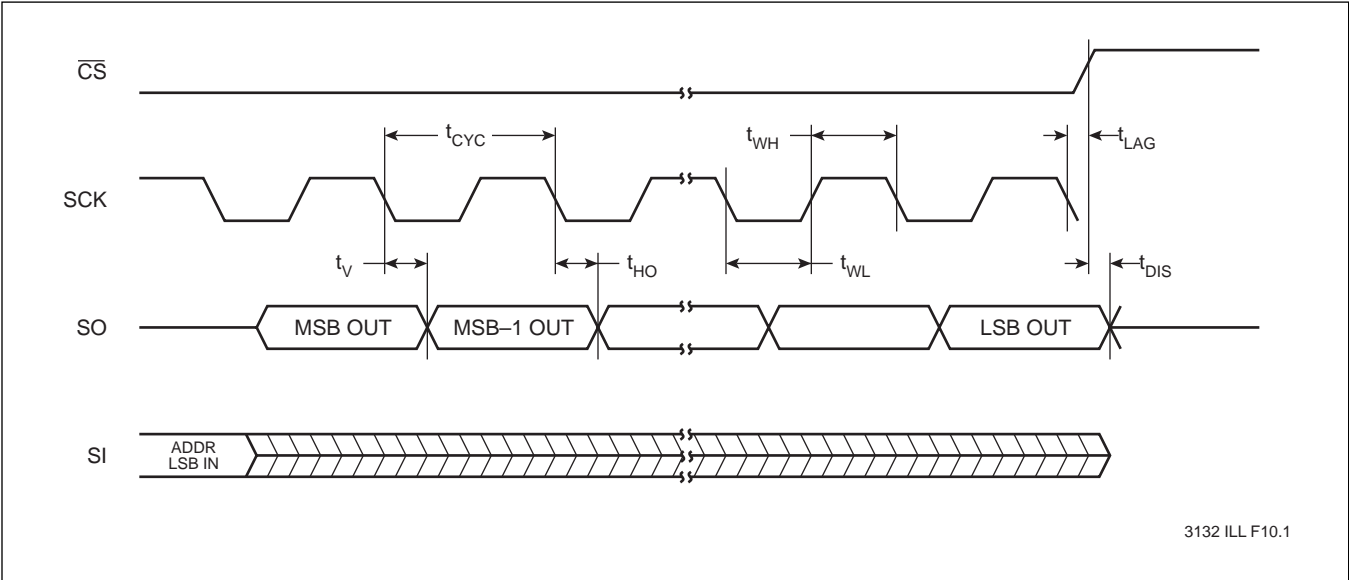 C̅S̅
tCYC
tWH
tLAG
SCK
tV
tHO
tWL
tDIS
SO
MSB OUT
MSB–1 OUT
LSB OUT
SI
ADDR
LSB IN
3132 ILL F10.1